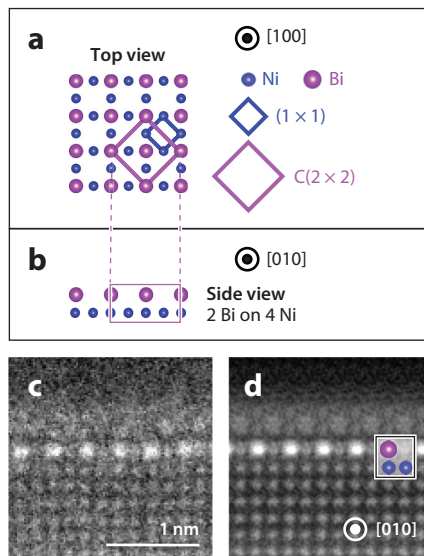 a
Top view
[100]
Ni
Bi
(1 × 1)
C(2 × 2)
b
[010]
Side view
2 Bi on 4 Ni
c
1 nm
d
[010]